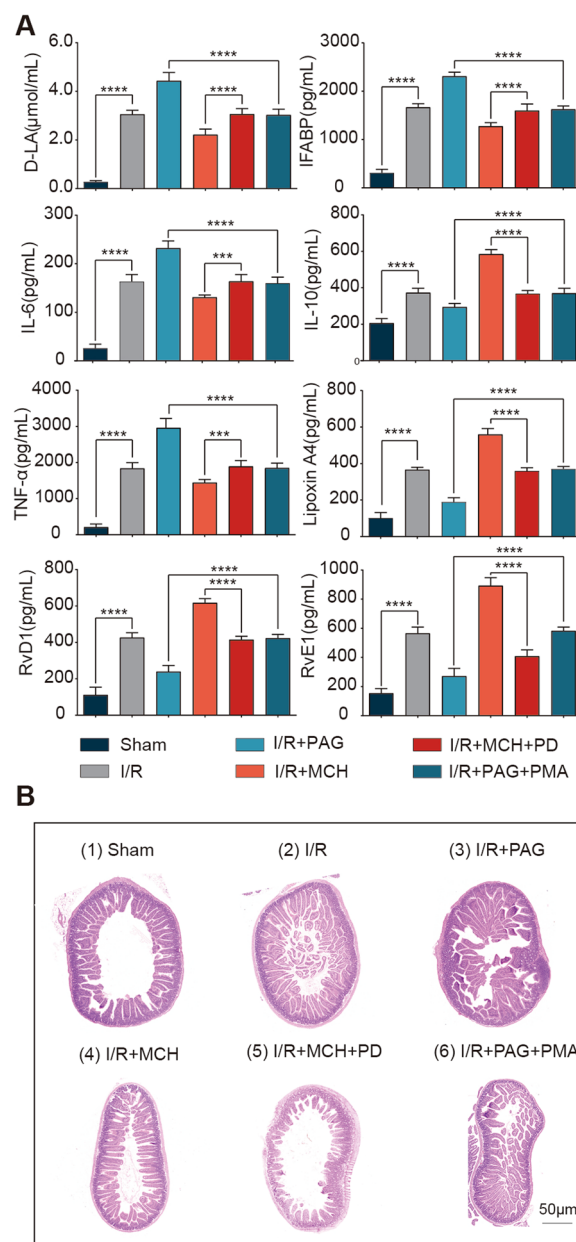 A
D-LA(μmol/mL)
6.0
4.0
2.0
0.0
****
****
****
IFABP(pg/mL)
3000
2000
1000
0
****
****
****
IL-6(pg/mL)
300
200
100
0
****
***
****
IL-10(pg/mL)
800
600
400
200
0
****
****
****
TNF-α(pg/mL)
4000
3000
2000
1000
0
****
***
****
Lipoxin A4(pg/mL)
800
600
400
200
0
****
****
****
RvD1(pg/mL)
800
600
400
200
0
****
****
****
RvE1(pg/mL)
1000
800
600
400
200
0
****
****
****
Sham
I/R+PAG
I/R+MCH+PD
I/R
I/R+MCH
I/R+PAG+PMA
B
(1) Sham
(2) I/R
(3) I/R+PAG
(4) I/R+MCH
(5) I/R+MCH+PD
(6) I/R+PAG+PMA
50μm